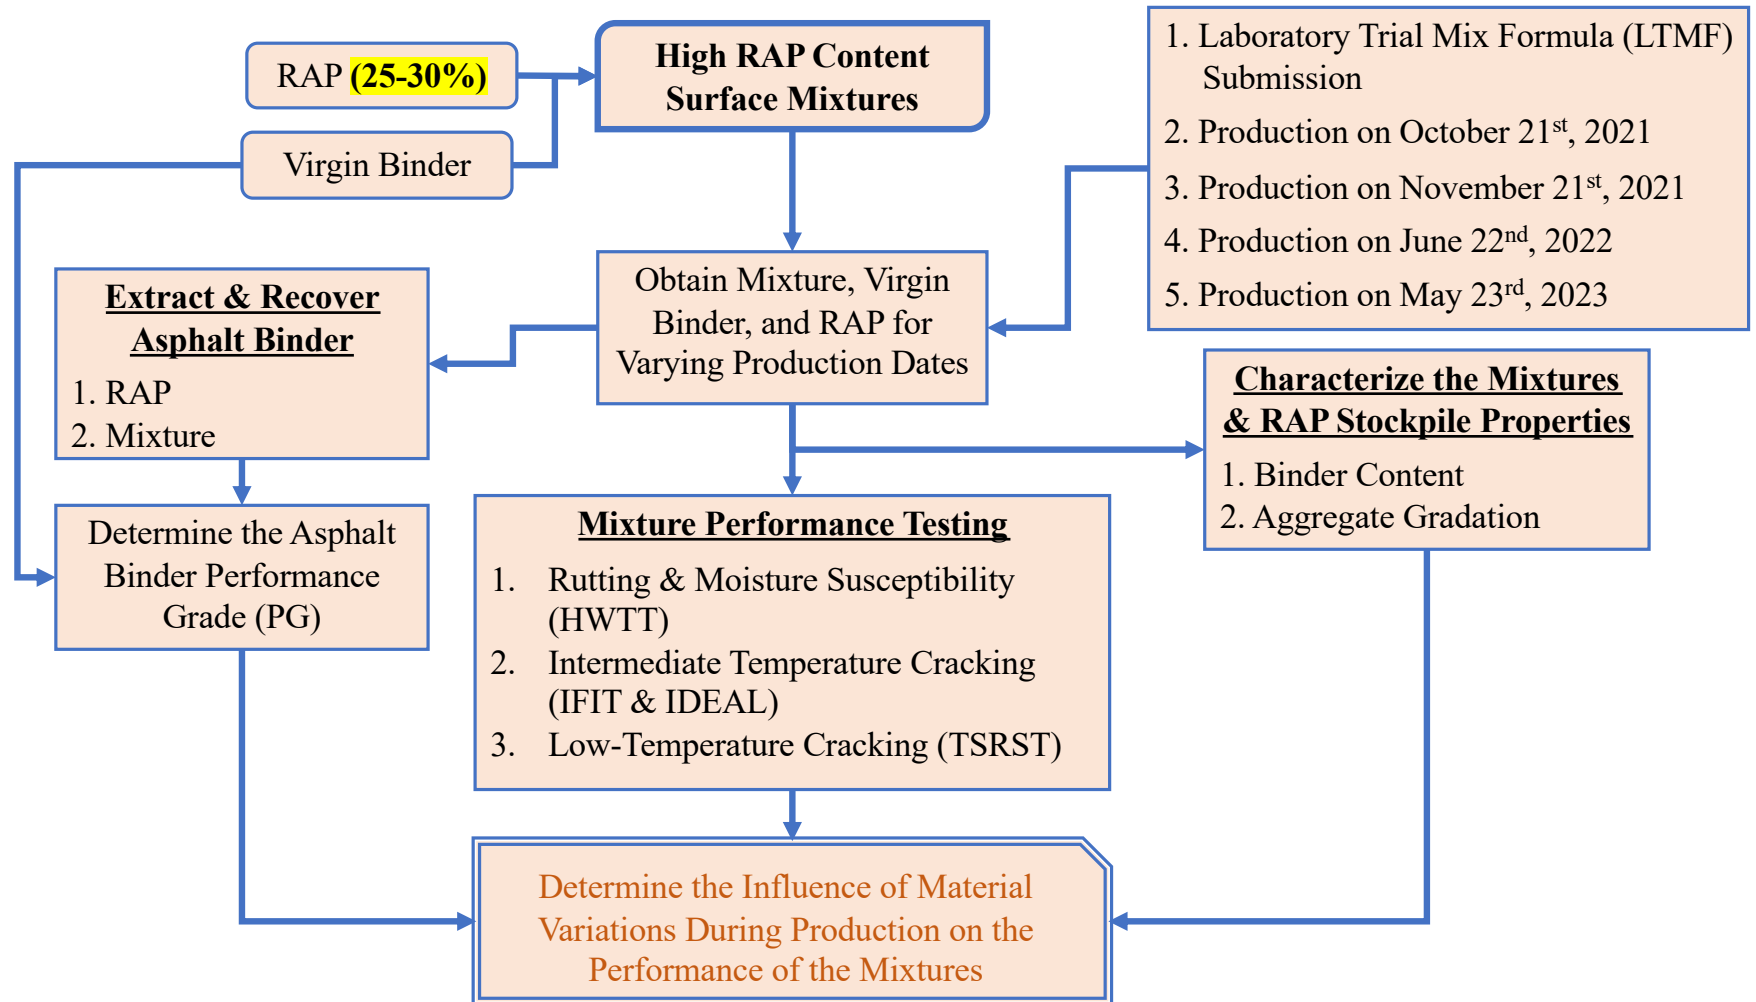 RAP (25-30%)
Virgin Binder
High RAP Content
Surface Mixtures
1. Laboratory Trial Mix Formula (LTMF)
Submission
2. Production on October 21st, 2021
3. Production on November 21st, 2021
4. Production on June 22nd, 2022
5. Production on May 23rd, 2023
Obtain Mixture, Virgin
Binder, and RAP for
Varying Production Dates
Extract & Recover
Asphalt Binder
1. RAP
2. Mixture
Characterize the Mixtures
& RAP Stockpile Properties
1. Binder Content
2. Aggregate Gradation
Determine the Asphalt
Binder Performance
Grade (PG)
Mixture Performance Testing
1. Rutting & Moisture Susceptibility
(HWTT)
2. Intermediate Temperature Cracking
(IFIT & IDEAL)
3. Low-Temperature Cracking (TSRST)
Determine the Influence of Material
Variations During Production on the
Performance of the Mixtures